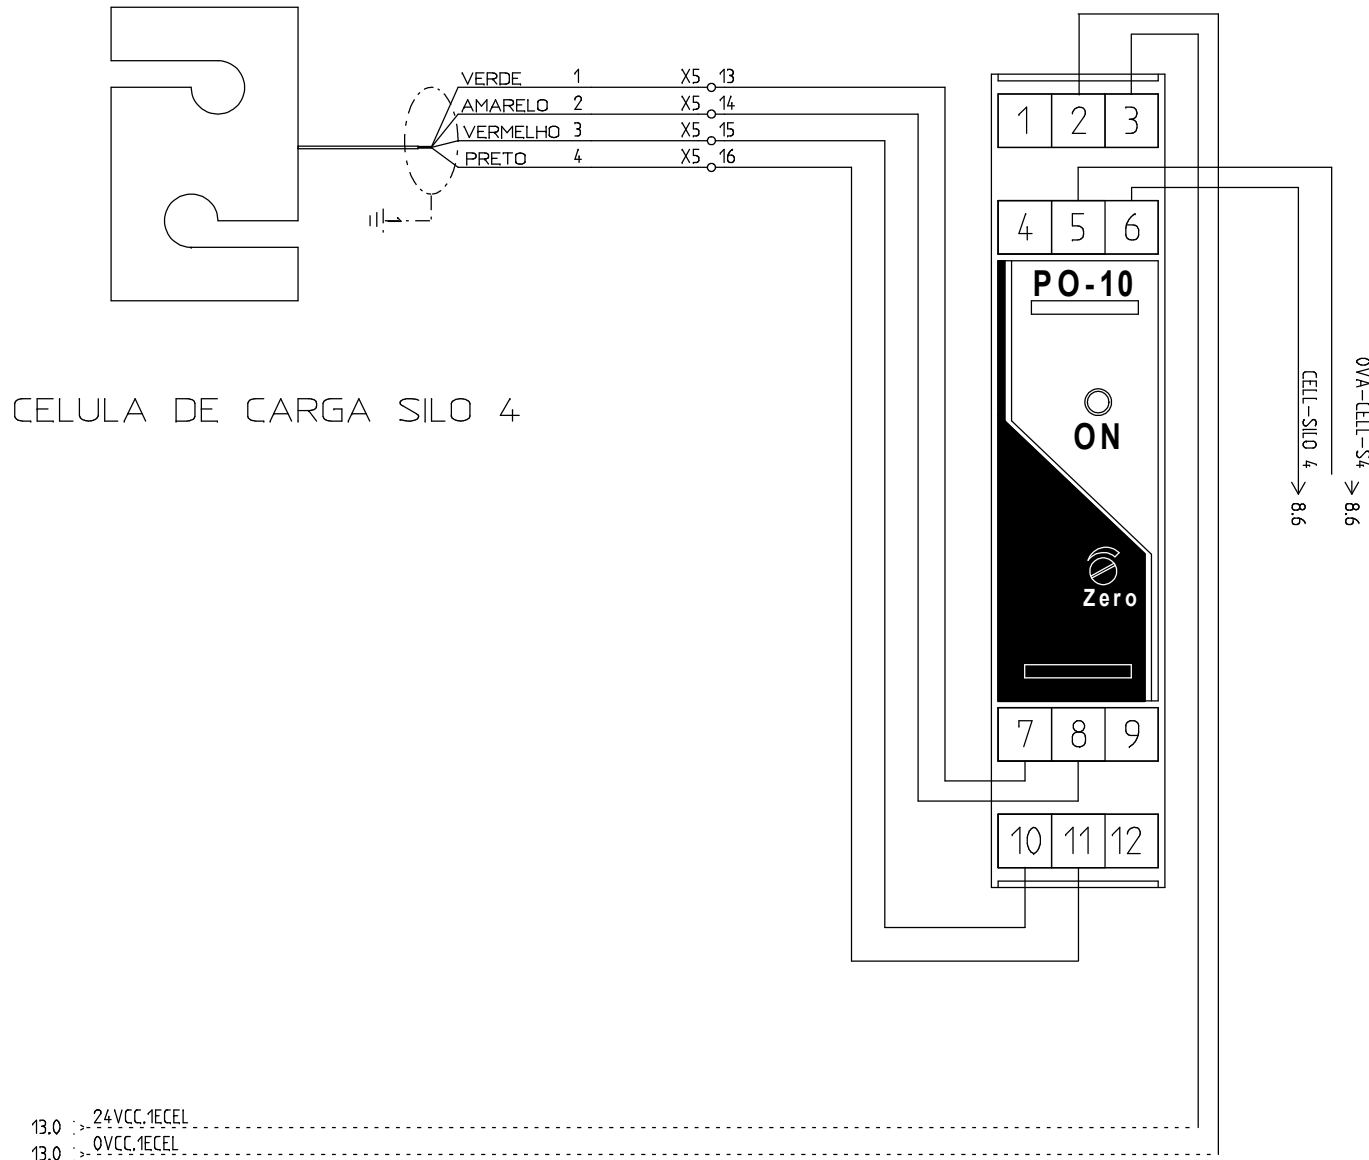 VERDE 1 X5 13
AMARELO 2 X5 14
VERMELHO 3 X5 15
PRETO 4 X5 16
1 2 3
4 5 6
PO-10
ON
Zero
7 8 9
10 11 12
CELL-SILO 4 8.6
0VA-CELL-S4 8.6
CELULA DE CARGA SILO 4
13.0 24VCC.1ECEL
13.0 0VCC.1ECEL